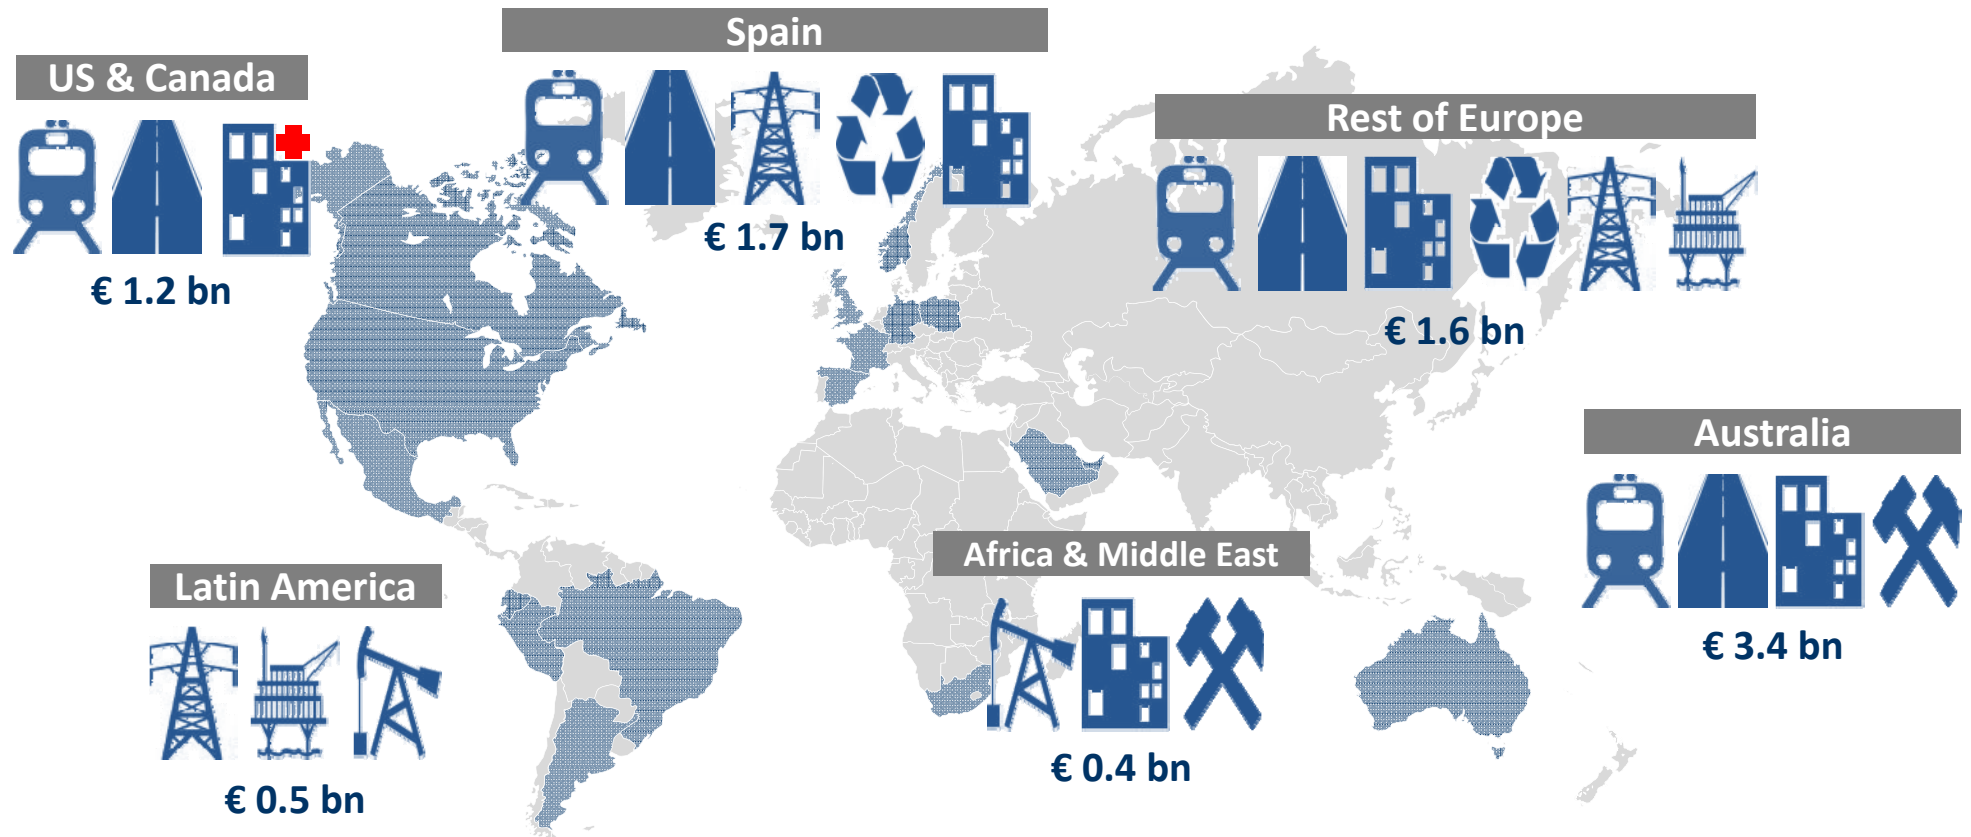 Spain
€ 1.7 bn
US & Canada
€ 1.2 bn
Rest of Europe
€ 1.6 bn
Australia
€ 3.4 bn
Africa & Middle East
€ 0.4 bn
Latin America
€ 0.5 bn